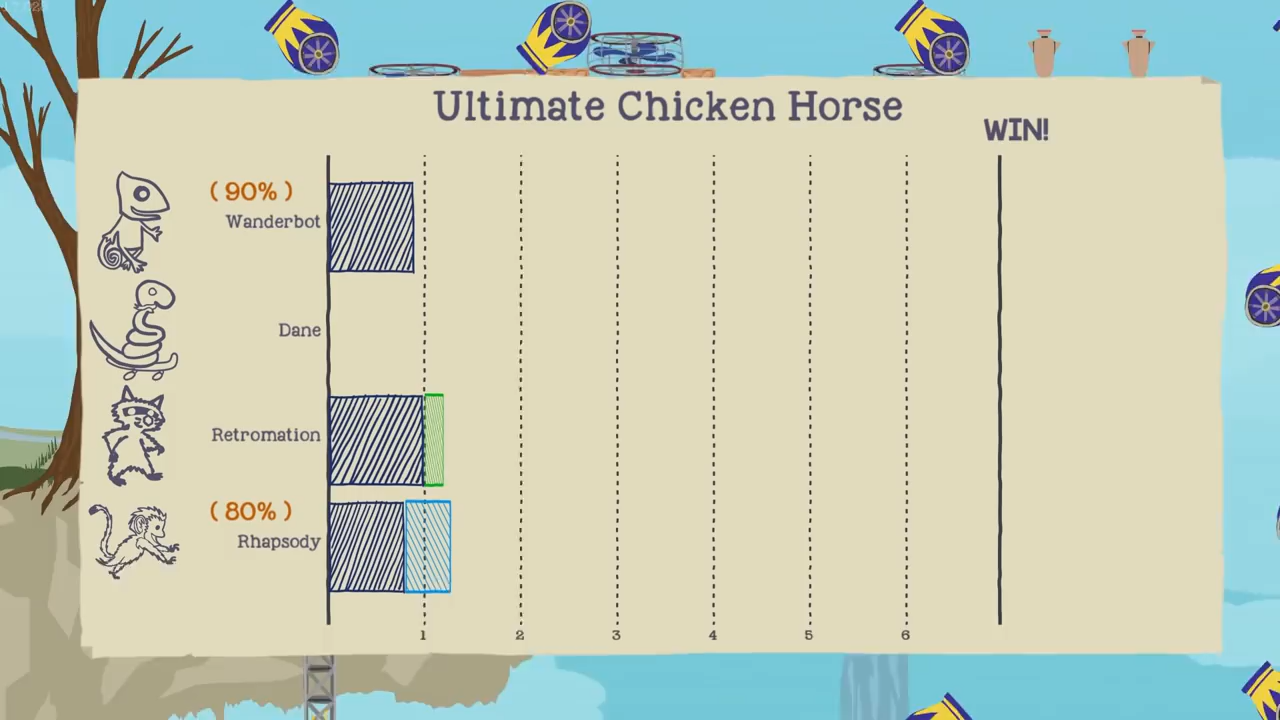 Ultimate Chicken Horse
WIN!
( 90% )
Wanderbot
Dane
Retromation
( 80% )
Rhapsody
1 2 3 4 5 6